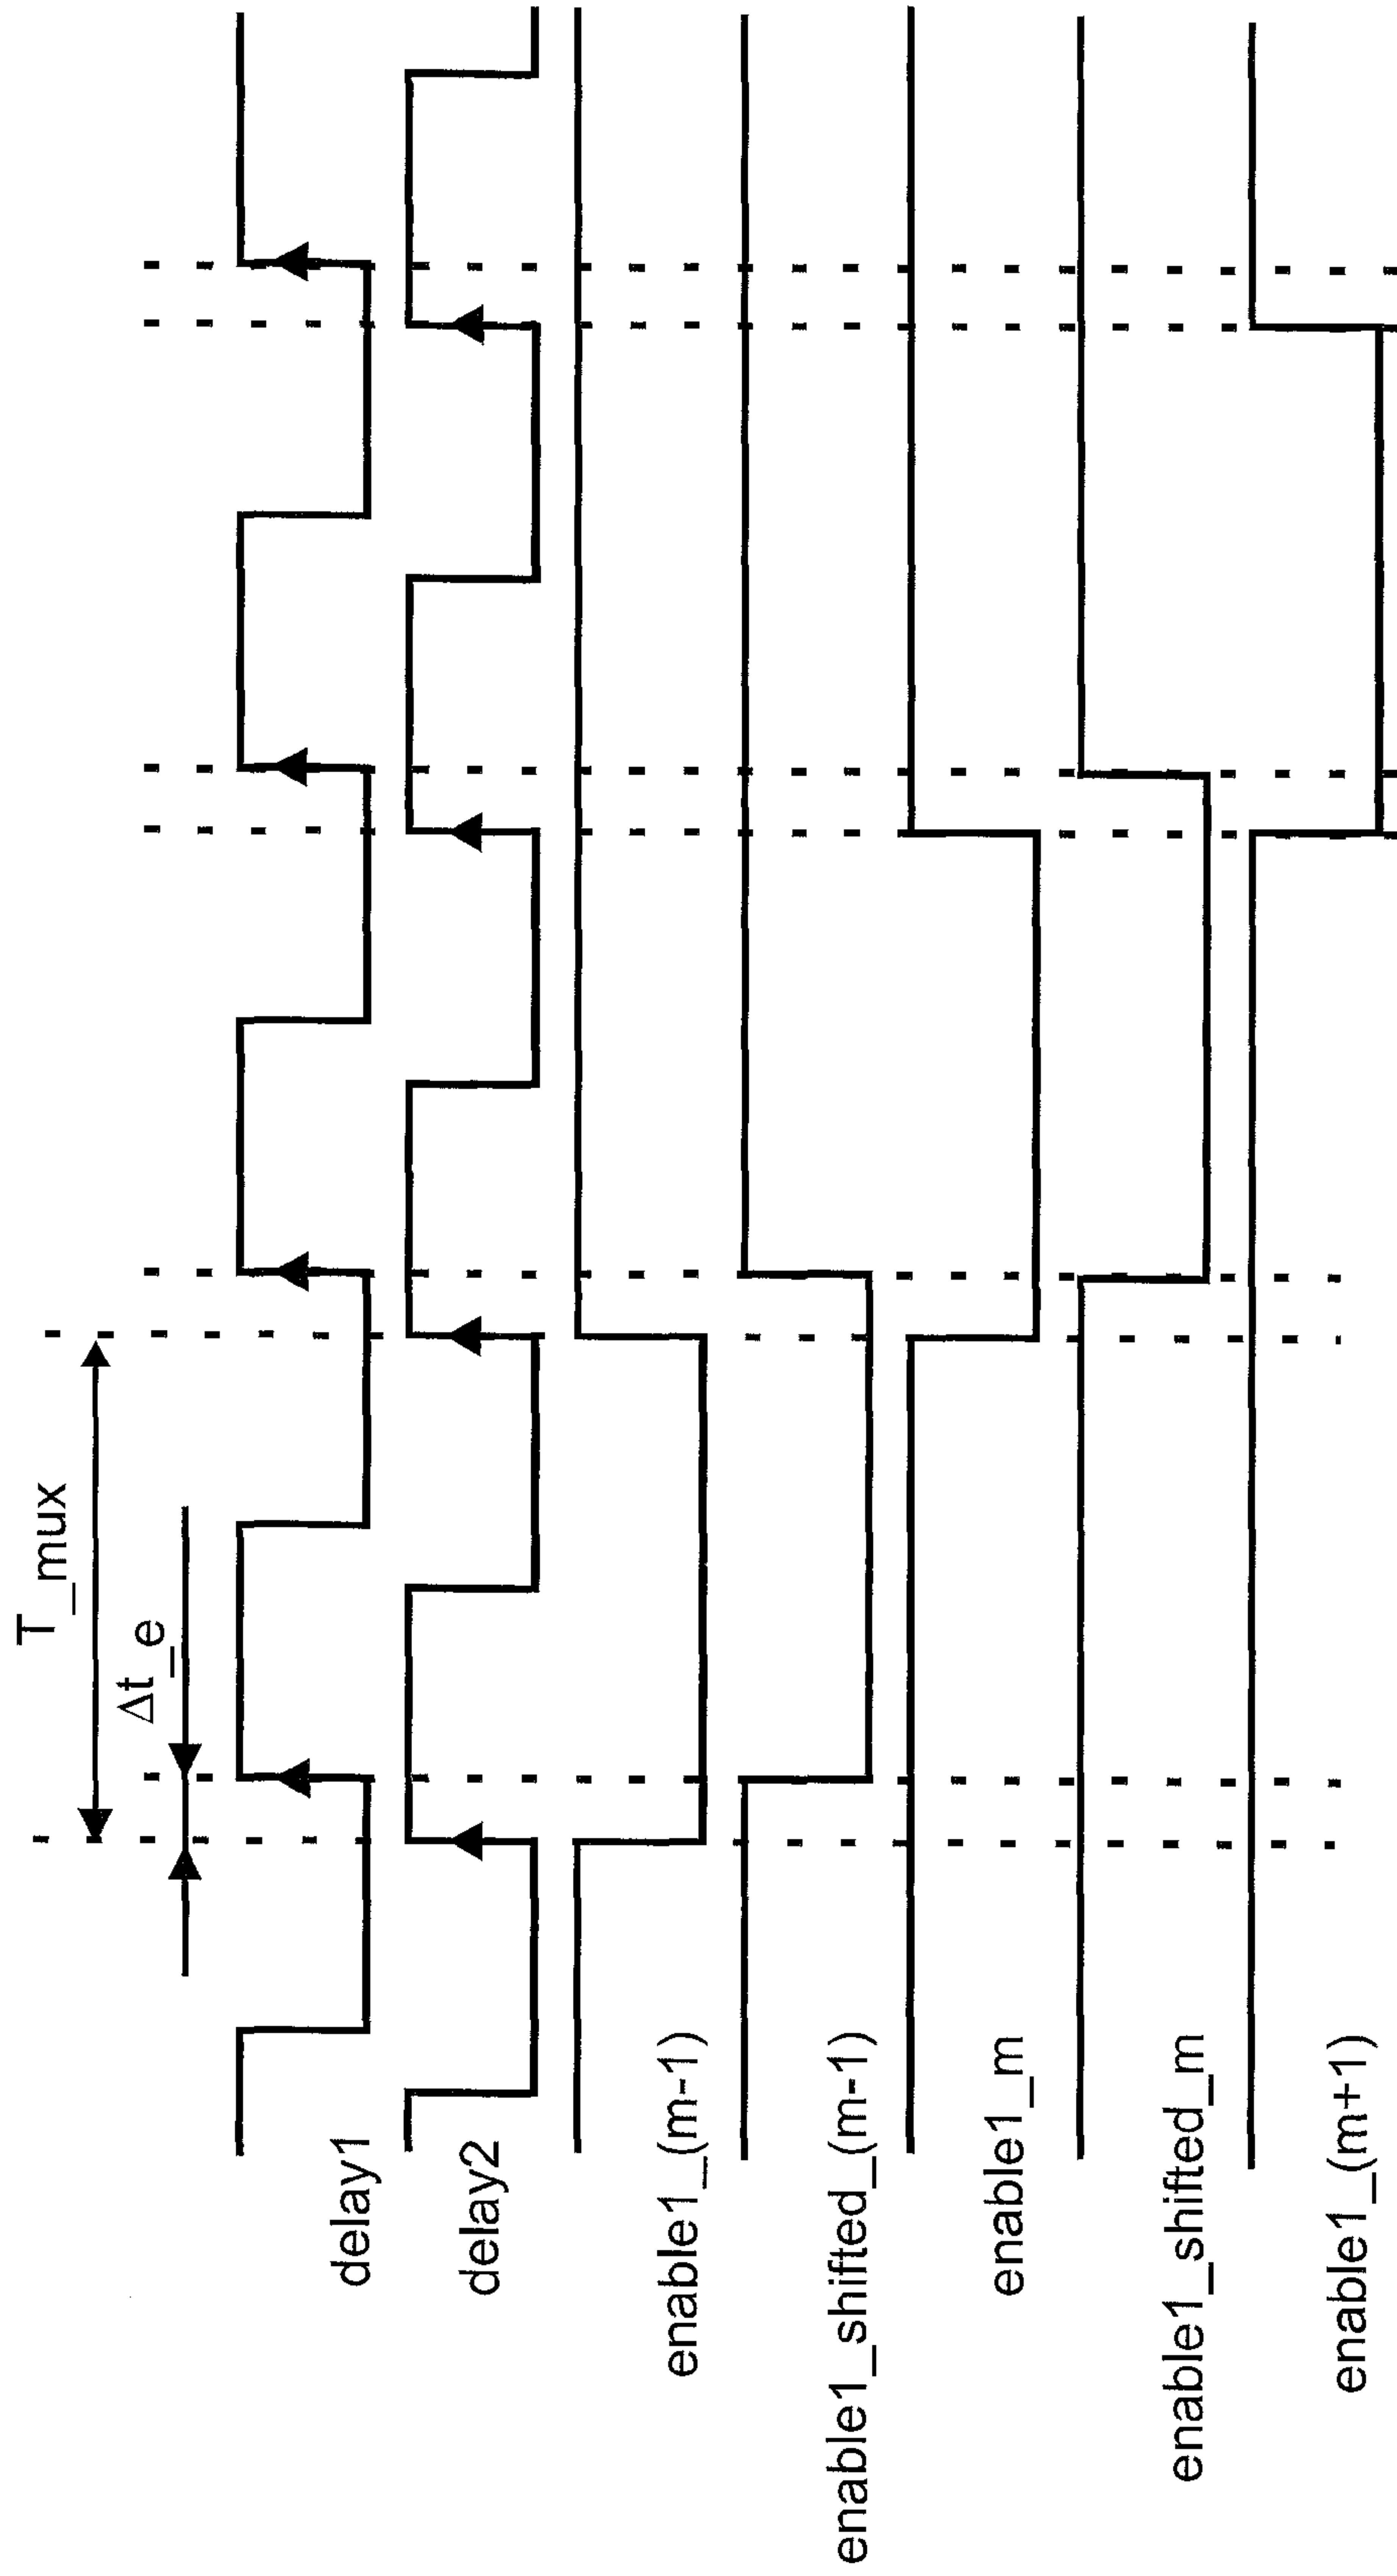 T_mux
Δt_e
delay1
delay2
enable1_(m-1)
enable1_shifted_(m-1)
enable1_m
enable1_shifted_m
enable1_(m+1)